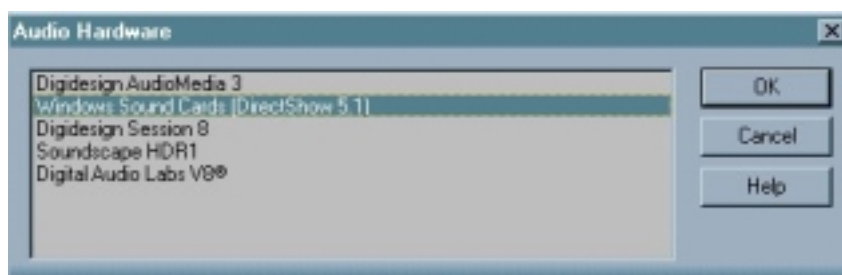 Audio Hardware
Digidesign AudioMedia 3
Windows Sound Cards (DirectShow 5.1)
Digidesign Session 8
Soundscape HDR1
Digital Audio Labs V8®
OK
Cancel
Help